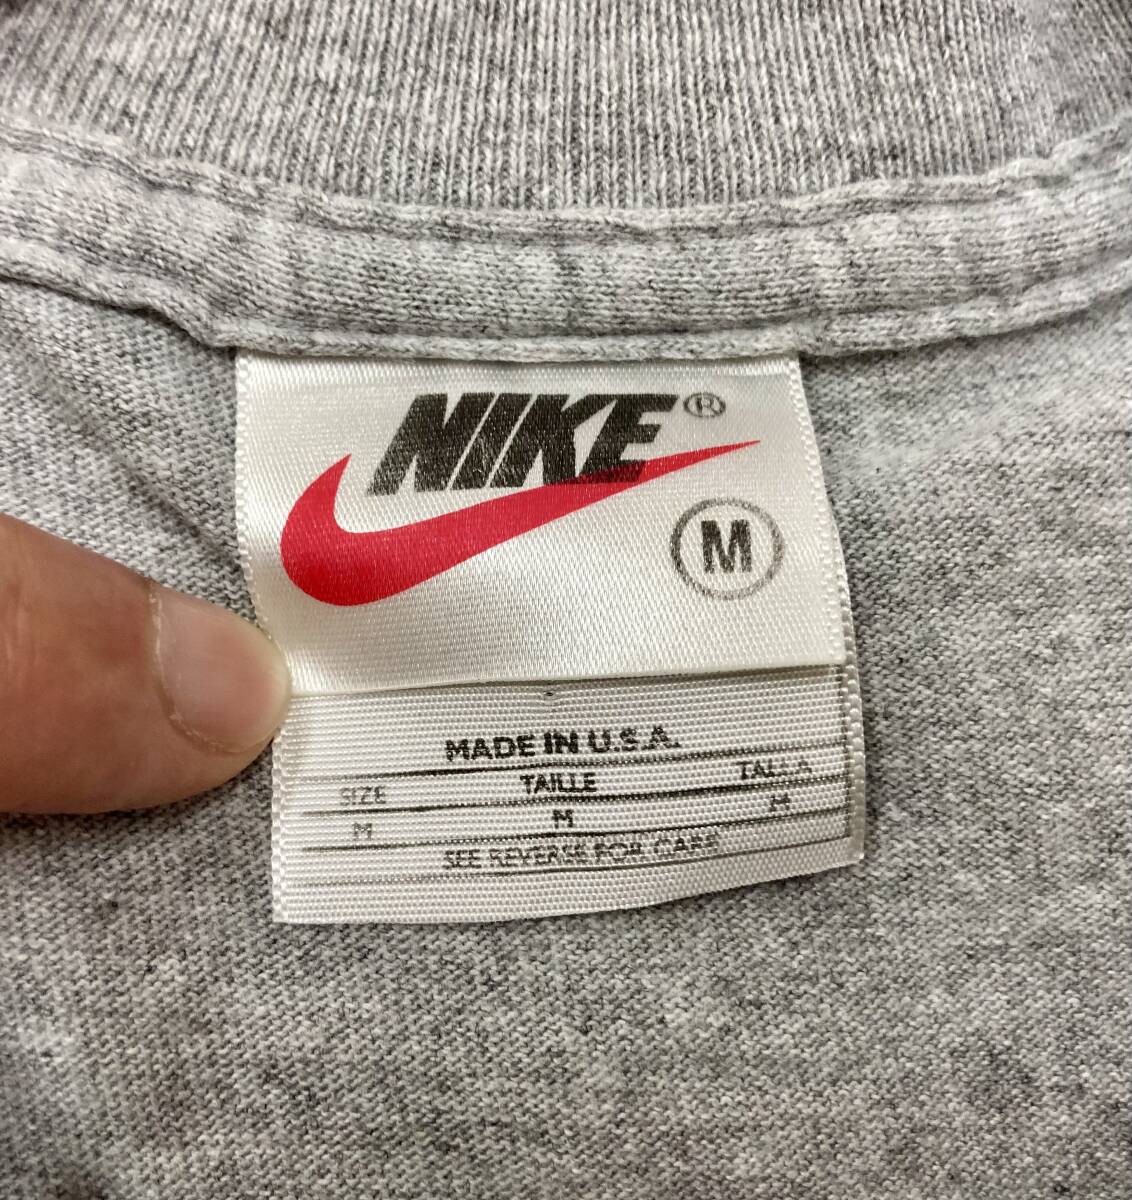 NIKE®
M
MADE IN U.S.A.
SIZE TAILLE TALLA
M M M
SEE REVERSE FOR CARE